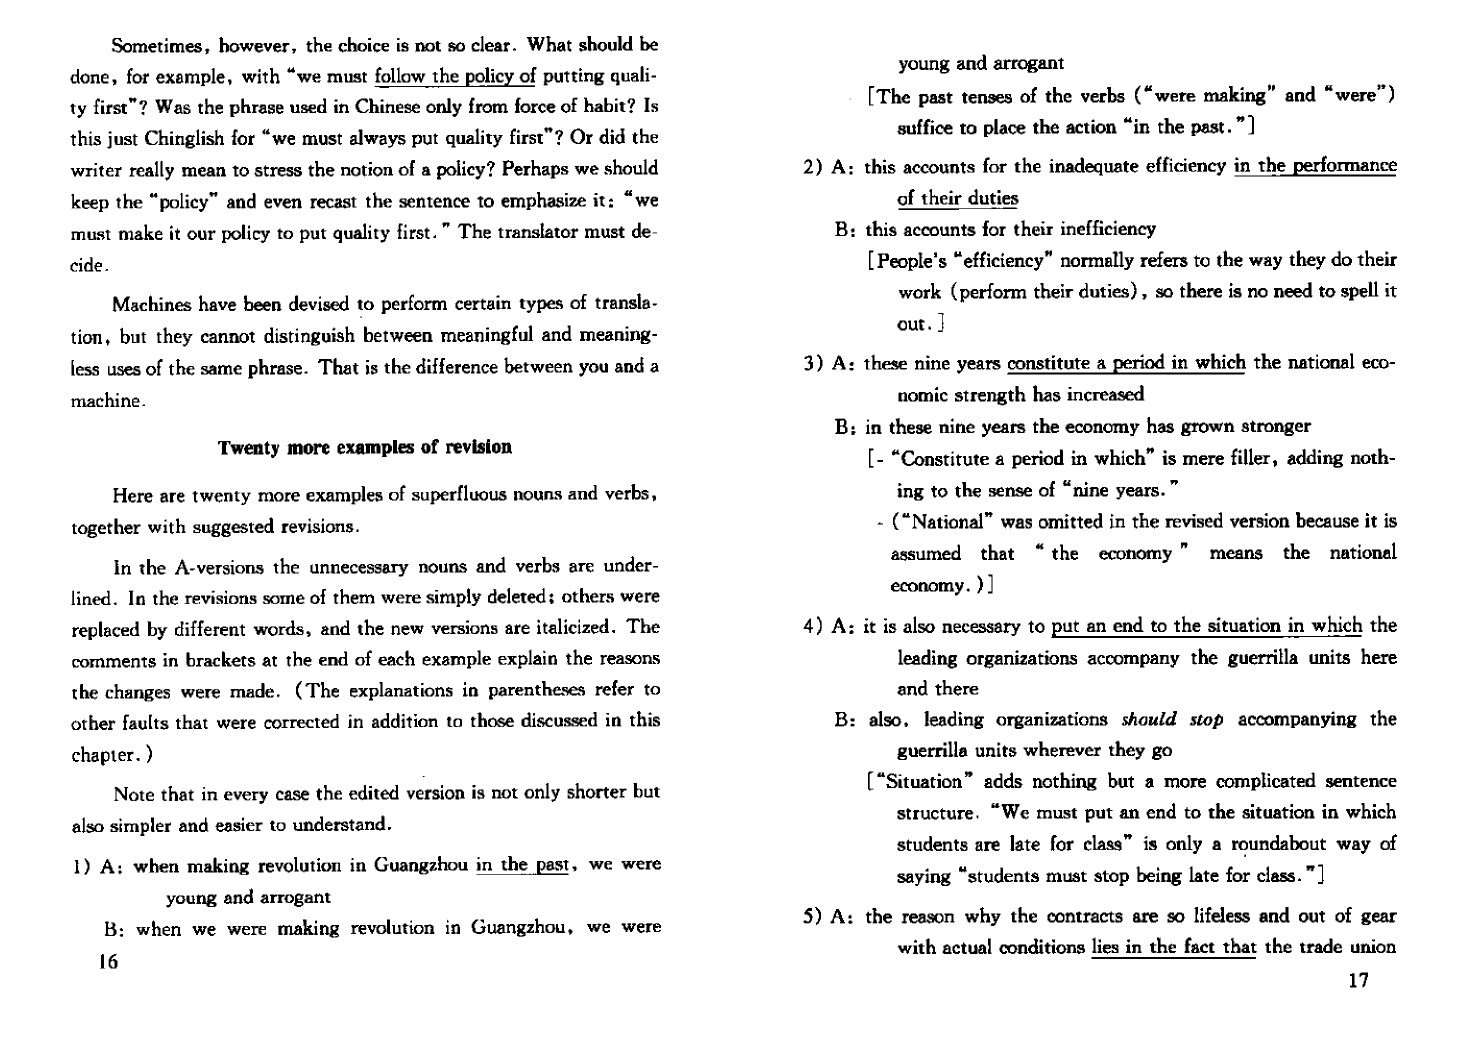 Sometimes, however, the choice is not so clear. What should be
done, for example, with “we must follow the policy of putting quali-
ty first”? Was the phrase used in Chinese only from force of habit? Is
this just Chinglish for “we must always put quality first”? Or did the
writer really mean to stress the notion of a policy? Perhaps we should
keep the “policy” and even recast the sentence to emphasize it: “we
must make it our policy to put quality first.” The translator must de-
cide.
Machines have been devised to perform certain types of transla-
tion, but they cannot distinguish between meaningful and meaning-
less uses of the same phrase. That is the difference between you and a
machine.
Twenty more examples of revision
Here are twenty more examples of superfluous nouns and verbs,
together with suggested revisions.
In the A-versions the unnecessary nouns and verbs are under-
lined. In the revisions some of them were simply deleted; others were
replaced by different words, and the new versions are italicized. The
comments in brackets at the end of each example explain the reasons
the changes were made. (The explanations in parentheses refer to
other faults that were corrected in addition to those discussed in this
chapter.)
Note that in every case the edited version is not only shorter but
also simpler and easier to understand.
1) A: when making revolution in Guangzhou in the past, we were
young and arrogant
B: when we were making revolution in Guangzhou, we were
16
young and arrogant
[The past tenses of the verbs (“were making” and “were”)
suffice to place the action “in the past.”]
2) A: this accounts for the inadequate efficiency in the performance
of their duties
B: this accounts for their inefficiency
[People's “efficiency” normally refers to the way they do their
work (perform their duties), so there is no need to spell it
out.]
3) A: these nine years constitute a period in which the national eco-
nomic strength has increased
B: in these nine years the economy has grown stronger
[- “Constitute a period in which” is mere filler, adding noth-
ing to the sense of “nine years.”
- (“National” was omitted in the revised version because it is
assumed that “the economy” means the national
economy.)]
4) A: it is also necessary to put an end to the situation in which the
leading organizations accompany the guerrilla units here
and there
B: also, leading organizations should stop accompanying the
guerrilla units wherever they go
[“Situation” adds nothing but a more complicated sentence
structure. “We must put an end to the situation in which
students are late for class” is only a roundabout way of
saying “students must stop being late for class.”]
5) A: the reason why the contracts are so lifeless and out of gear
with actual conditions lies in the fact that the trade union
17